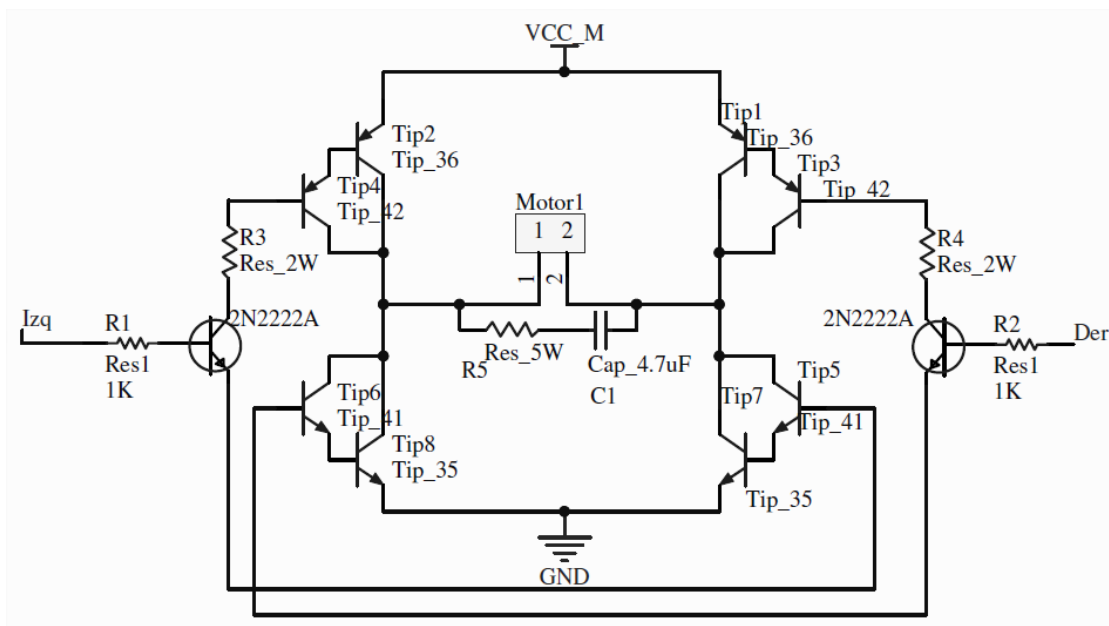 VCC_M
Tip2
Tip_36
Tip4
Tip_42
Tip1
Tip_36
Tip3
Tip_42
Motor1
1 2
1
2
R3
Res_2W
R4
Res_2W
Izq
R1
Res1
1K
2N2222A
Res_5W
R5
Cap_4.7uF
C1
2N2222A
R2
Res1
1K
Der
Tip6
Tip_41
Tip8
Tip_35
Tip5
Tip7
Tip_41
Tip_35
GND